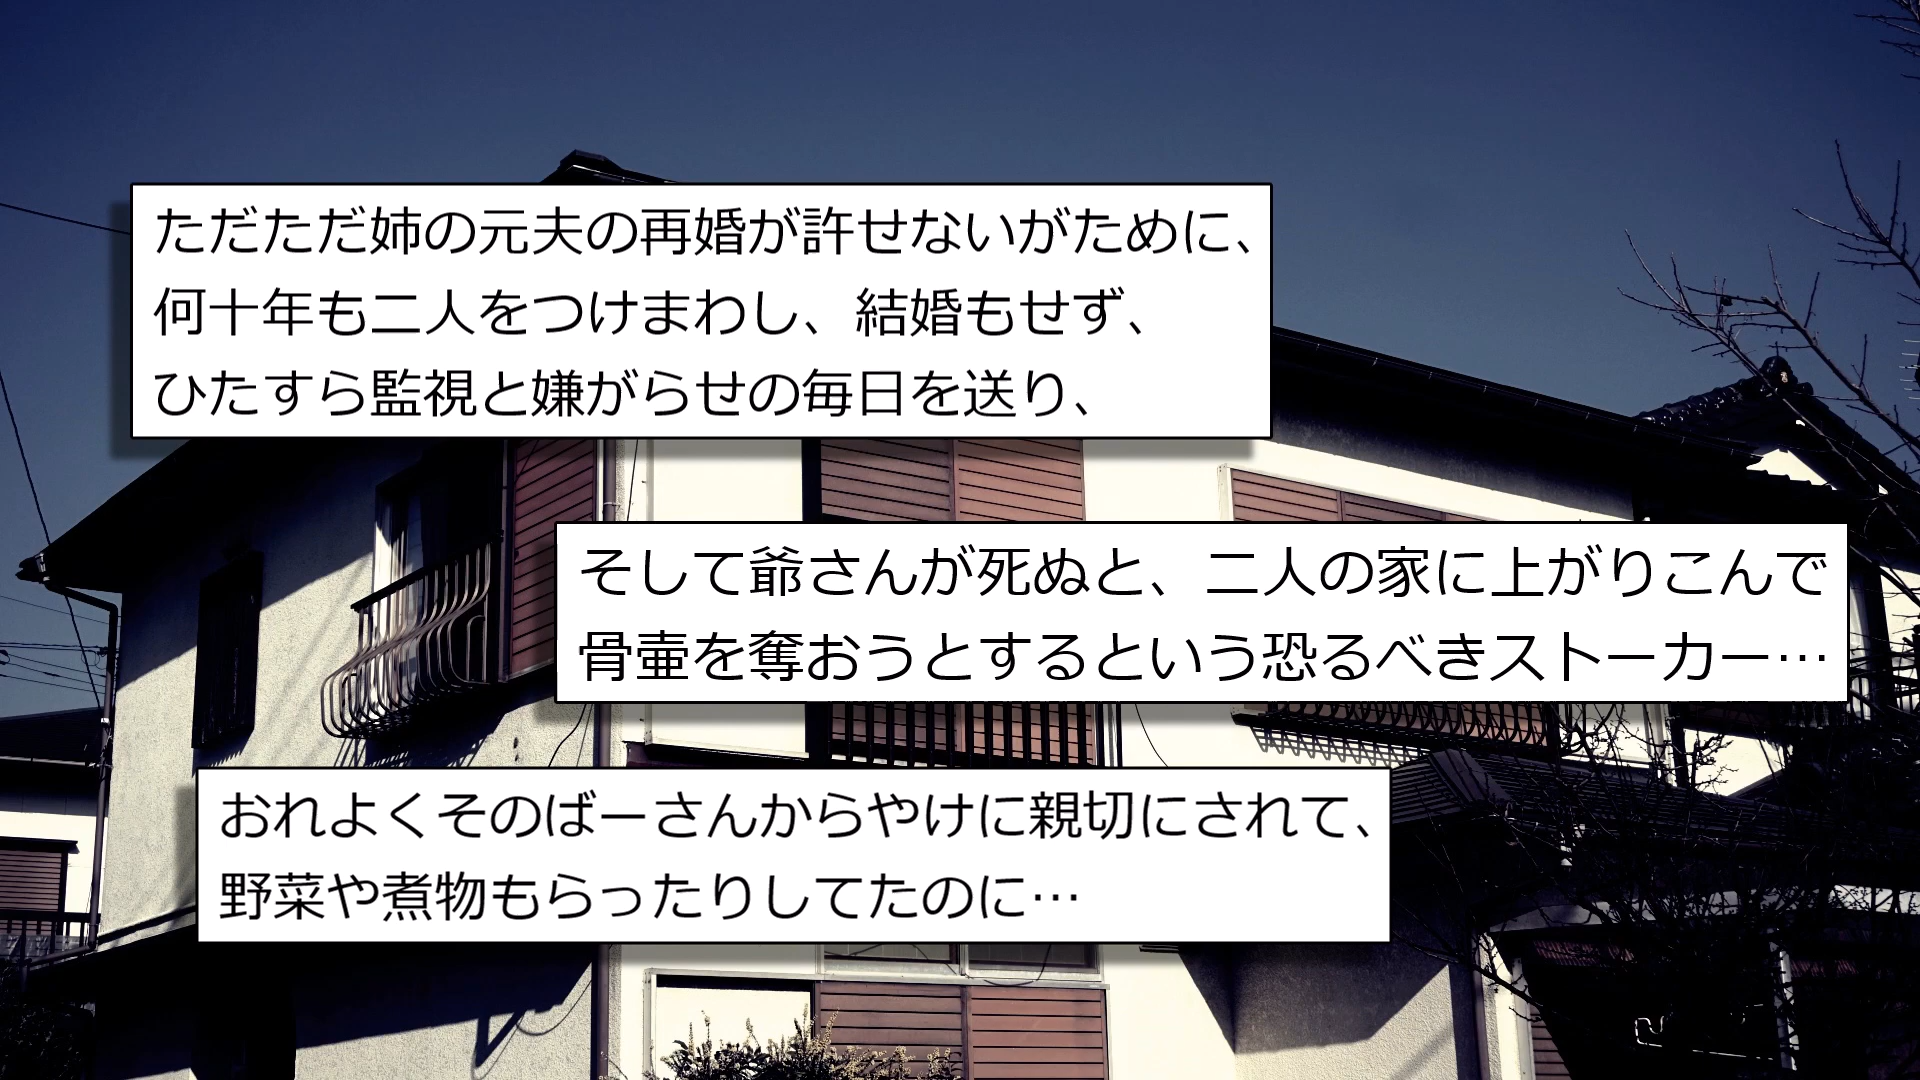 ただただ姉の元夫の再婚が許せないがために、
何十年も二人をつけまわし、結婚もせず、
ひたすら監視と嫌がらせの毎日を送り、
そして爺さんが死ぬと、二人の家に上がりこんで
骨壷を奪おうとするという恐るべきストーカー…
おれよくそのばーさんからやけに親切にされて、
野菜や煮物もらったりしてたのに…